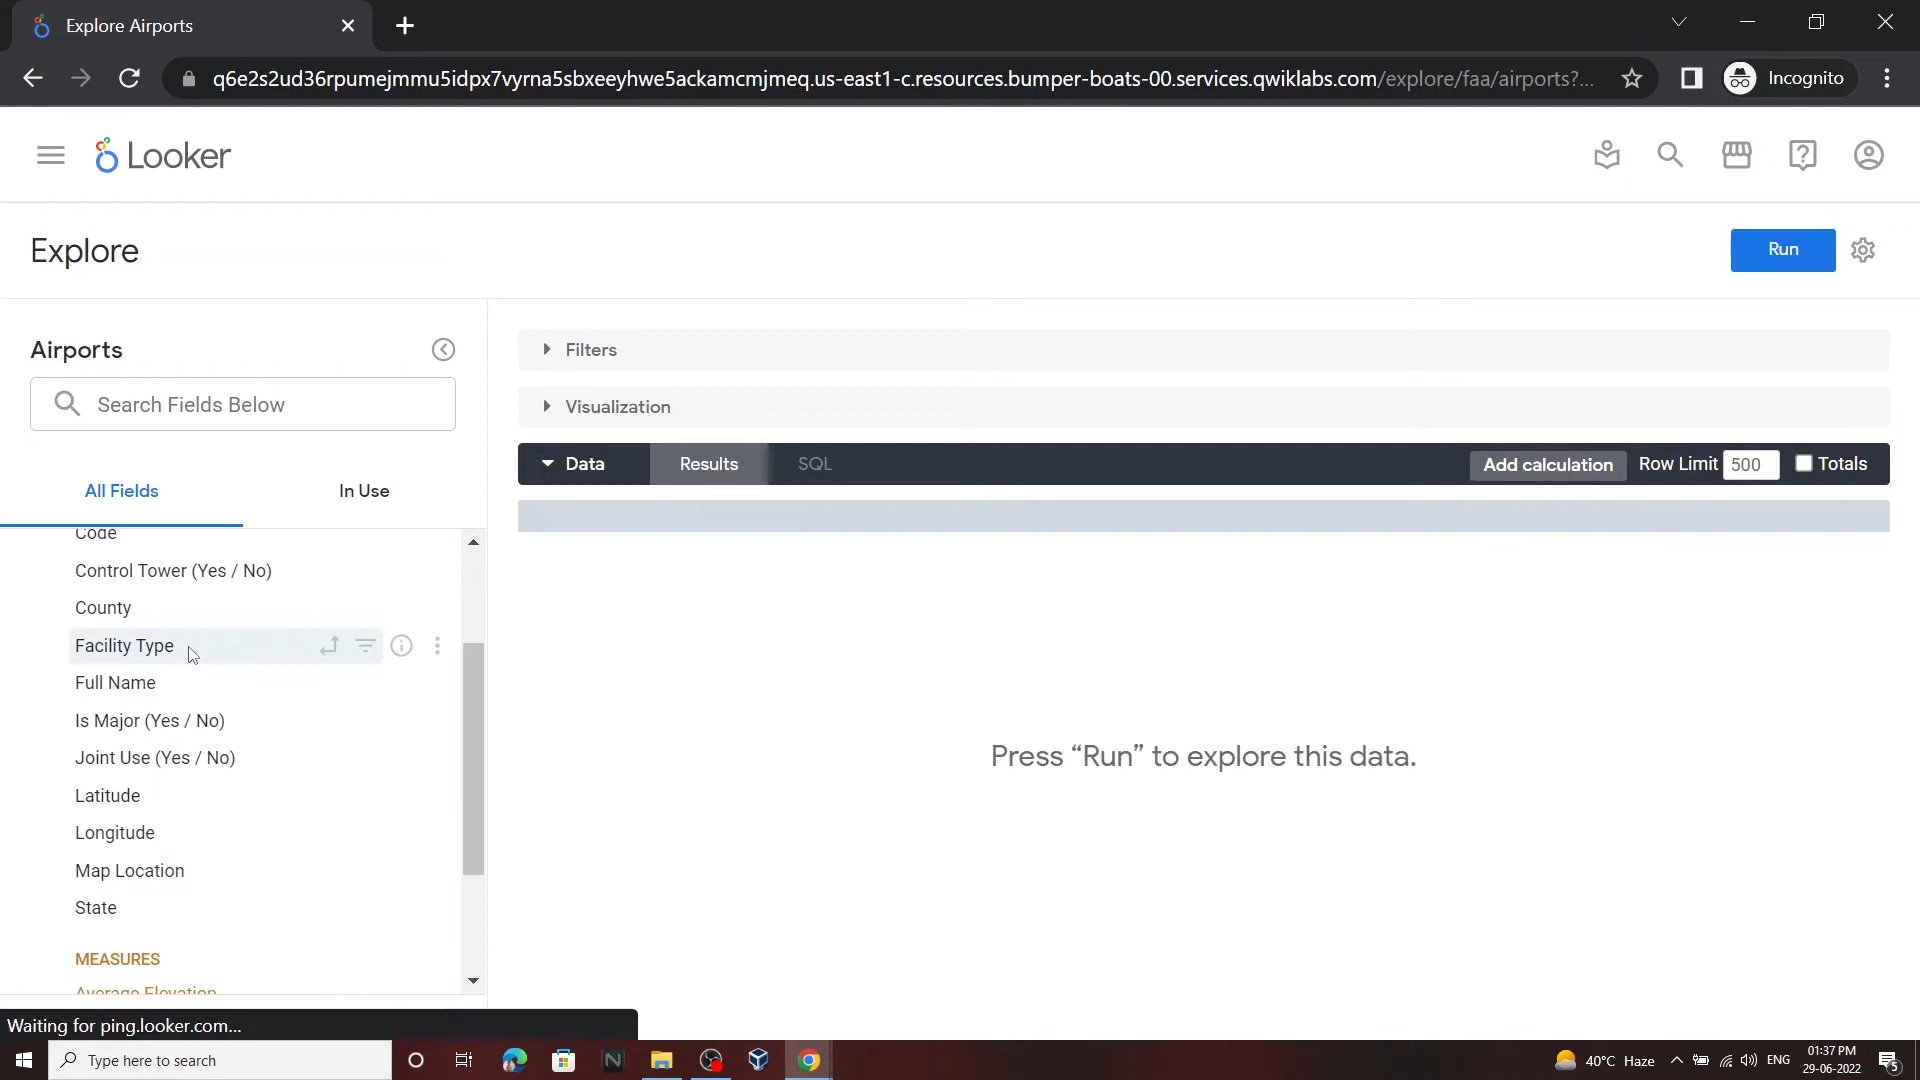 Explore Airports
q6e2s2ud36rpumejmmu5idpx7vyrna5sbxeeyhwe5ackamcmjmeq.us-east1-c.resources.bumper-boats-00.services.qwiklabs.com/explore/faa/airports?...
Incognito
Looker
Explore
Run
Airports
Search Fields Below
All Fields
In Use
Code
Control Tower (Yes / No)
County
Facility Type
Full Name
Is Major (Yes / No)
Joint Use (Yes / No)
Latitude
Longitude
Map Location
State
MEASURES
Average Elevation
Filters
Visualization
Data
Results
SQL
Add calculation
Row Limit
500
Totals
Press “Run” to explore this data.
Waiting for ping.looker.com...
Type here to search
40°C Haze
ENG
01:37 PM
29-06-2022
5